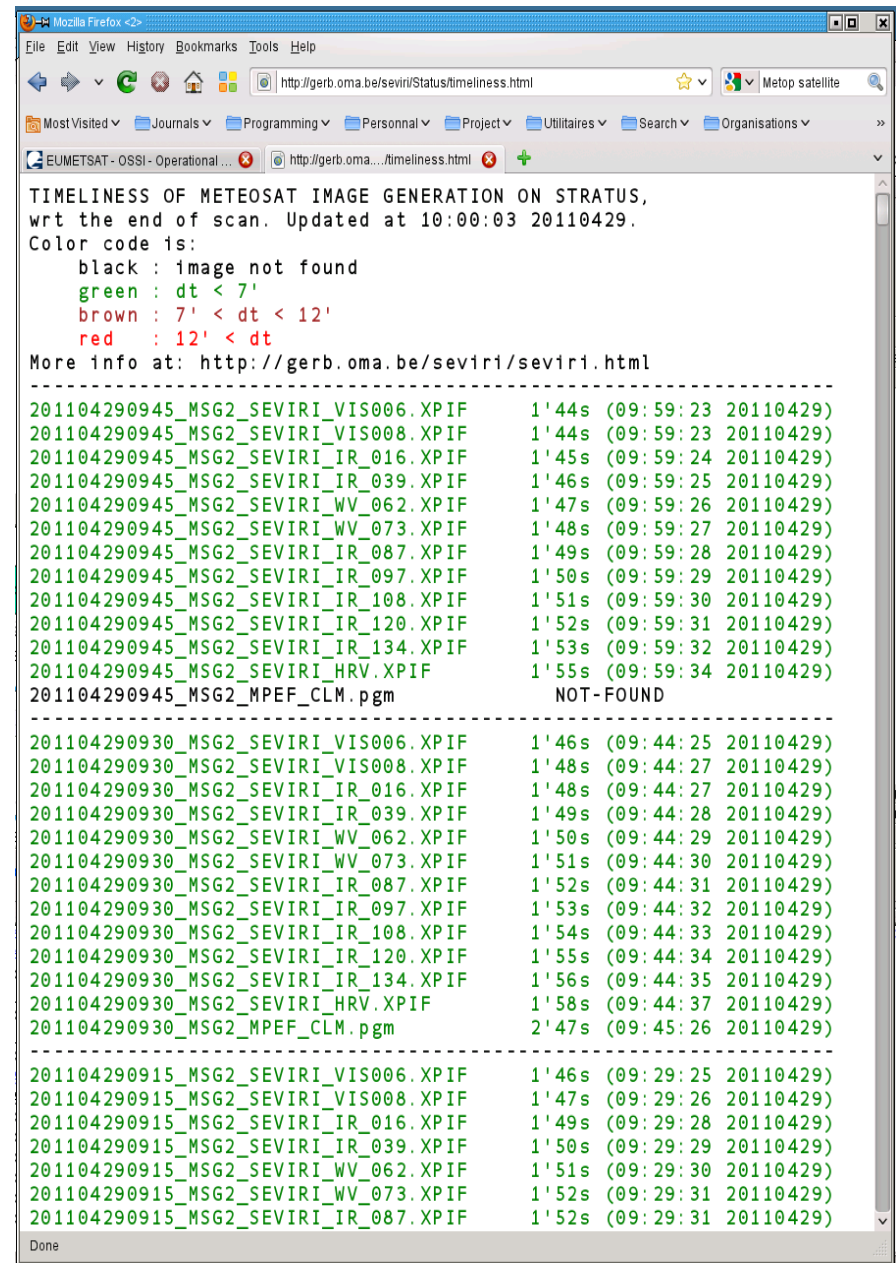 Mozilla Firefox <2>
File Edit View History Bookmarks Tools Help
http://gerb.oma.be/seviri/Status/timeliness.html Metop satellite
Most Visited Journals Programming Personnal Project Utilitaires Search Organisations »
EUMETSAT - OSSI - Operational ... http://gerb.oma..../timeliness.html
TIMELINESS OF METEOSAT IMAGE GENERATION ON STRATUS,
wrt the end of scan. Updated at 10:00:03 20110429.
Color code is:
black : image not found
green : dt < 7'
brown : 7' < dt < 12'
red : 12' < dt
More info at: http://gerb.oma.be/seviri/seviri.html
------------------------------------------------------------------
201104290945_MSG2_SEVIRI_VIS006.XPIF 1'44s (09:59:23 20110429)
201104290945_MSG2_SEVIRI_VIS008.XPIF 1'44s (09:59:23 20110429)
201104290945_MSG2_SEVIRI_IR_016.XPIF 1'45s (09:59:24 20110429)
201104290945_MSG2_SEVIRI_IR_039.XPIF 1'46s (09:59:25 20110429)
201104290945_MSG2_SEVIRI_WV_062.XPIF 1'47s (09:59:26 20110429)
201104290945_MSG2_SEVIRI_WV_073.XPIF 1'48s (09:59:27 20110429)
201104290945_MSG2_SEVIRI_IR_087.XPIF 1'49s (09:59:28 20110429)
201104290945_MSG2_SEVIRI_IR_097.XPIF 1'50s (09:59:29 20110429)
201104290945_MSG2_SEVIRI_IR_108.XPIF 1'51s (09:59:30 20110429)
201104290945_MSG2_SEVIRI_IR_120.XPIF 1'52s (09:59:31 20110429)
201104290945_MSG2_SEVIRI_IR_134.XPIF 1'53s (09:59:32 20110429)
201104290945_MSG2_SEVIRI_HRV.XPIF 1'55s (09:59:34 20110429)
201104290945_MSG2_MPEF_CLM.pgm NOT-FOUND
------------------------------------------------------------------
201104290930_MSG2_SEVIRI_VIS006.XPIF 1'46s (09:44:25 20110429)
201104290930_MSG2_SEVIRI_VIS008.XPIF 1'48s (09:44:27 20110429)
201104290930_MSG2_SEVIRI_IR_016.XPIF 1'48s (09:44:27 20110429)
201104290930_MSG2_SEVIRI_IR_039.XPIF 1'49s (09:44:28 20110429)
201104290930_MSG2_SEVIRI_WV_062.XPIF 1'50s (09:44:29 20110429)
201104290930_MSG2_SEVIRI_WV_073.XPIF 1'51s (09:44:30 20110429)
201104290930_MSG2_SEVIRI_IR_087.XPIF 1'52s (09:44:31 20110429)
201104290930_MSG2_SEVIRI_IR_097.XPIF 1'53s (09:44:32 20110429)
201104290930_MSG2_SEVIRI_IR_108.XPIF 1'54s (09:44:33 20110429)
201104290930_MSG2_SEVIRI_IR_120.XPIF 1'55s (09:44:34 20110429)
201104290930_MSG2_SEVIRI_IR_134.XPIF 1'56s (09:44:35 20110429)
201104290930_MSG2_SEVIRI_HRV.XPIF 1'58s (09:44:37 20110429)
201104290930_MSG2_MPEF_CLM.pgm 2'47s (09:45:26 20110429)
------------------------------------------------------------------
201104290915_MSG2_SEVIRI_VIS006.XPIF 1'46s (09:29:25 20110429)
201104290915_MSG2_SEVIRI_VIS008.XPIF 1'47s (09:29:26 20110429)
201104290915_MSG2_SEVIRI_IR_016.XPIF 1'49s (09:29:28 20110429)
201104290915_MSG2_SEVIRI_IR_039.XPIF 1'50s (09:29:29 20110429)
201104290915_MSG2_SEVIRI_WV_062.XPIF 1'51s (09:29:30 20110429)
201104290915_MSG2_SEVIRI_WV_073.XPIF 1'52s (09:29:31 20110429)
201104290915_MSG2_SEVIRI_IR_087.XPIF 1'52s (09:29:31 20110429)
Done